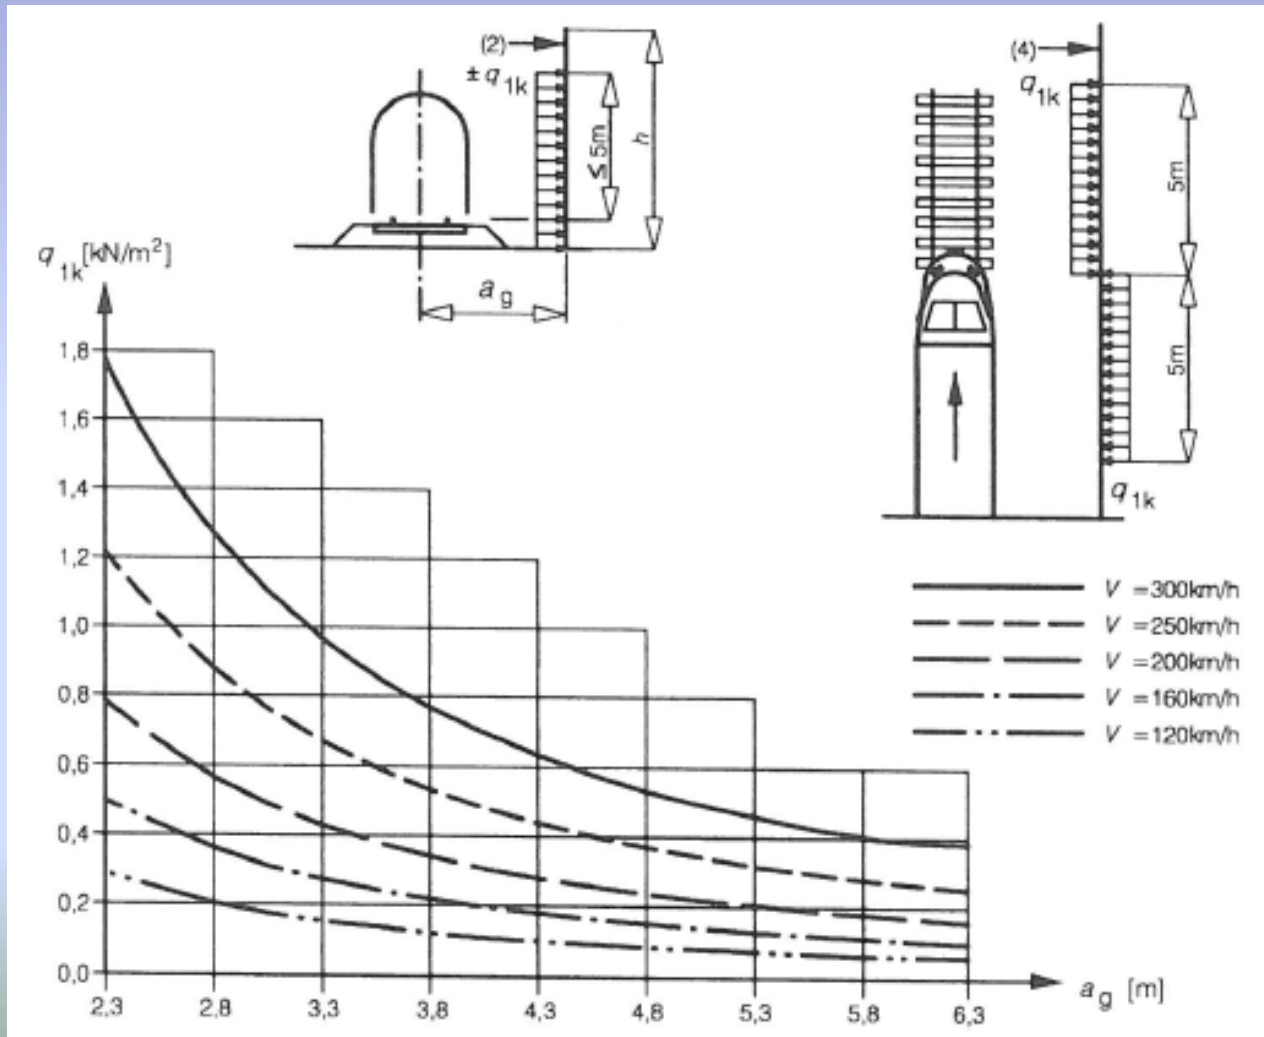 (2)
± q1k
≤ 5m
h
ag
(4)
q1k
5m
5m
q1k
q1k [kN/m²]
1,8
1,6
1,4
1,2
1,0
0,8
0,6
0,4
0,2
0,0
2,3 2,8 3,3 3,8 4,3 4,8 5,3 5,8 6,3
ag [m]
V = 300km/h
V = 250km/h
V = 200km/h
V = 160km/h
V = 120km/h